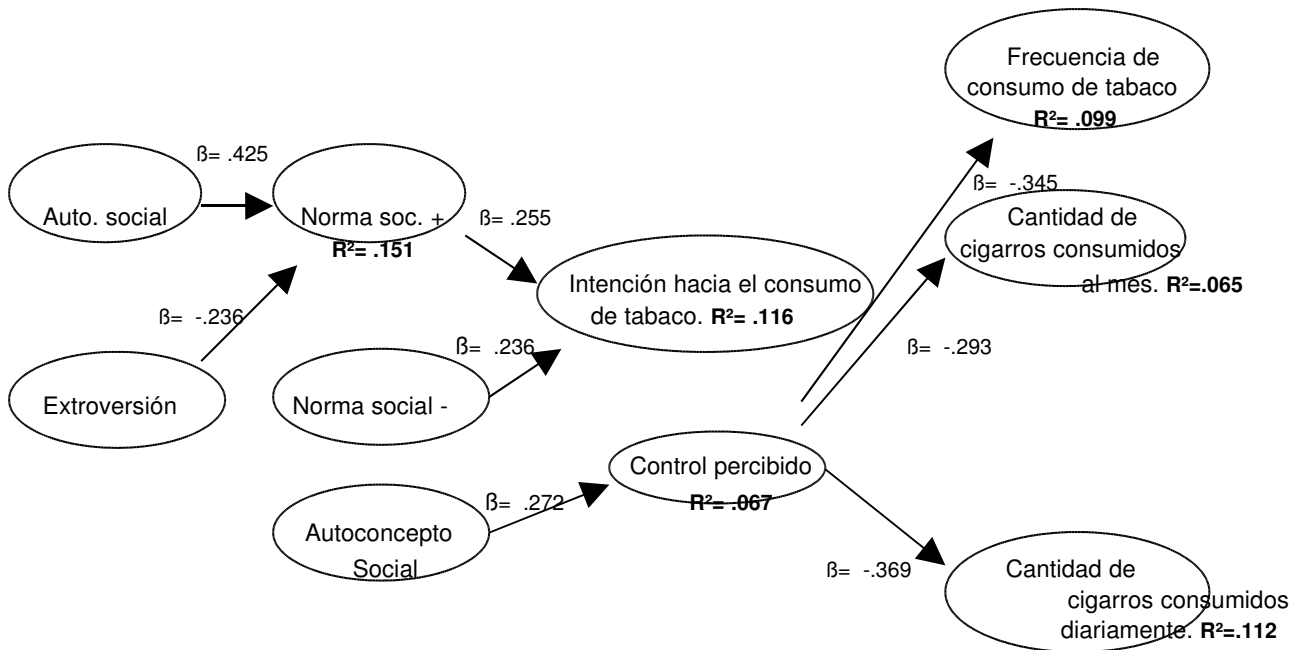 Frecuencia de
consumo de tabaco
R²= .099
ß= .425
ß= -.345
Auto. social
Norma soc. +
R²= .151
ß= .255
Cantidad de
cigarros consumidos
al mes. R²=.065
Intención hacia el consumo
de tabaco. R²= .116
ß= -.236
ß= .236
ß= -.293
Extroversión
Norma social -
Control percibido
R²= .067
ß= .272
Autoconcepto
Social
ß= -.369
Cantidad de
cigarros consumidos
diariamente. R²=.112